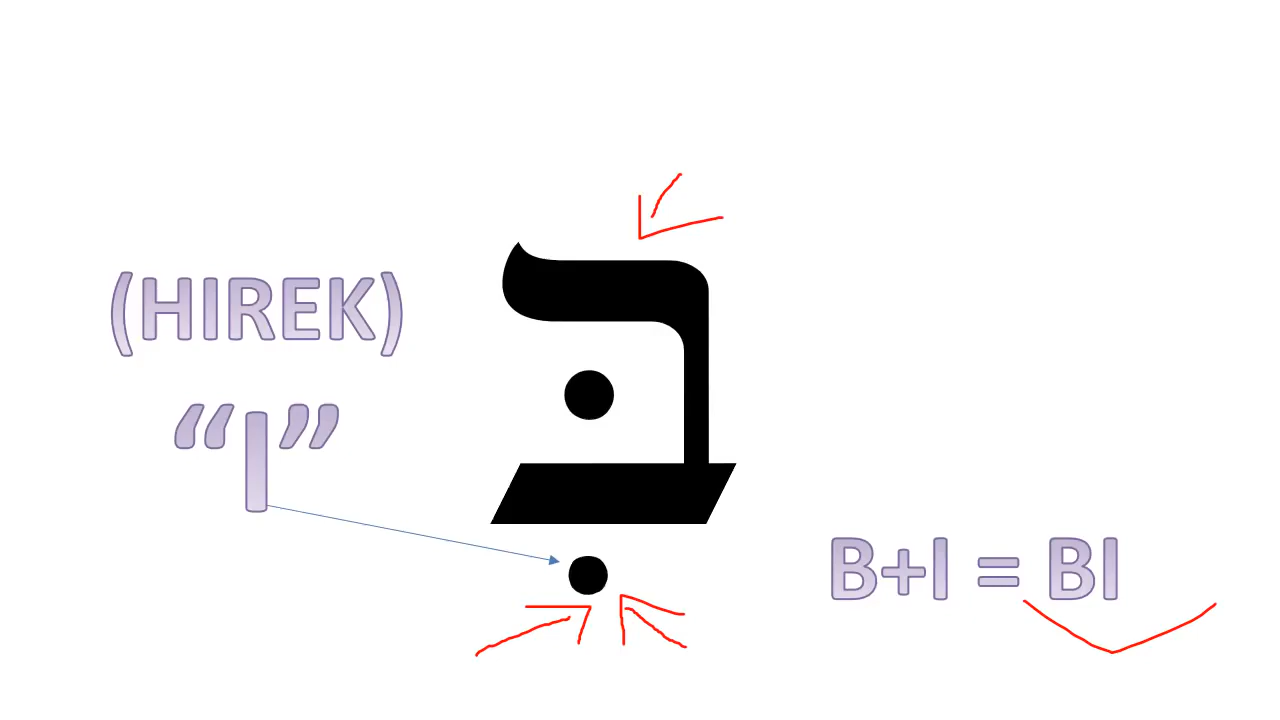 (HIREK)
“I”
בִּ
B+I = BI